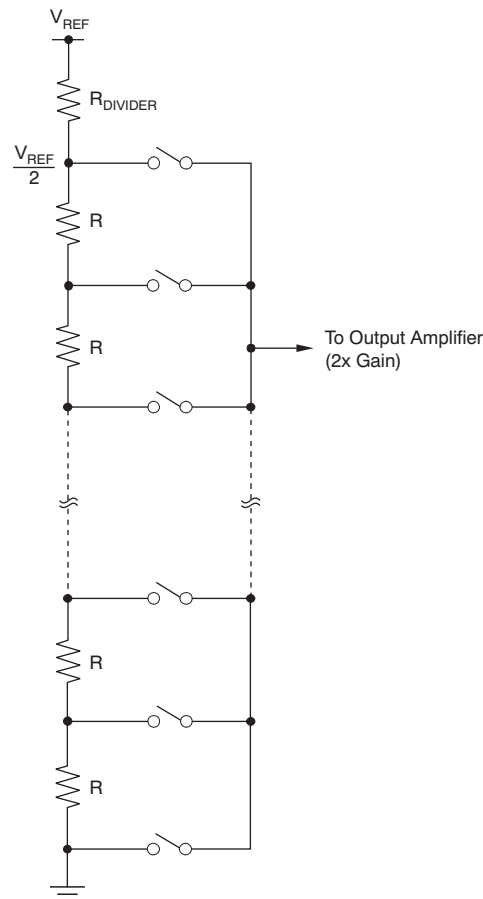 VREF
RDIVIDER
VREF
2
R
R
To Output Amplifier
(2x Gain)
R
R